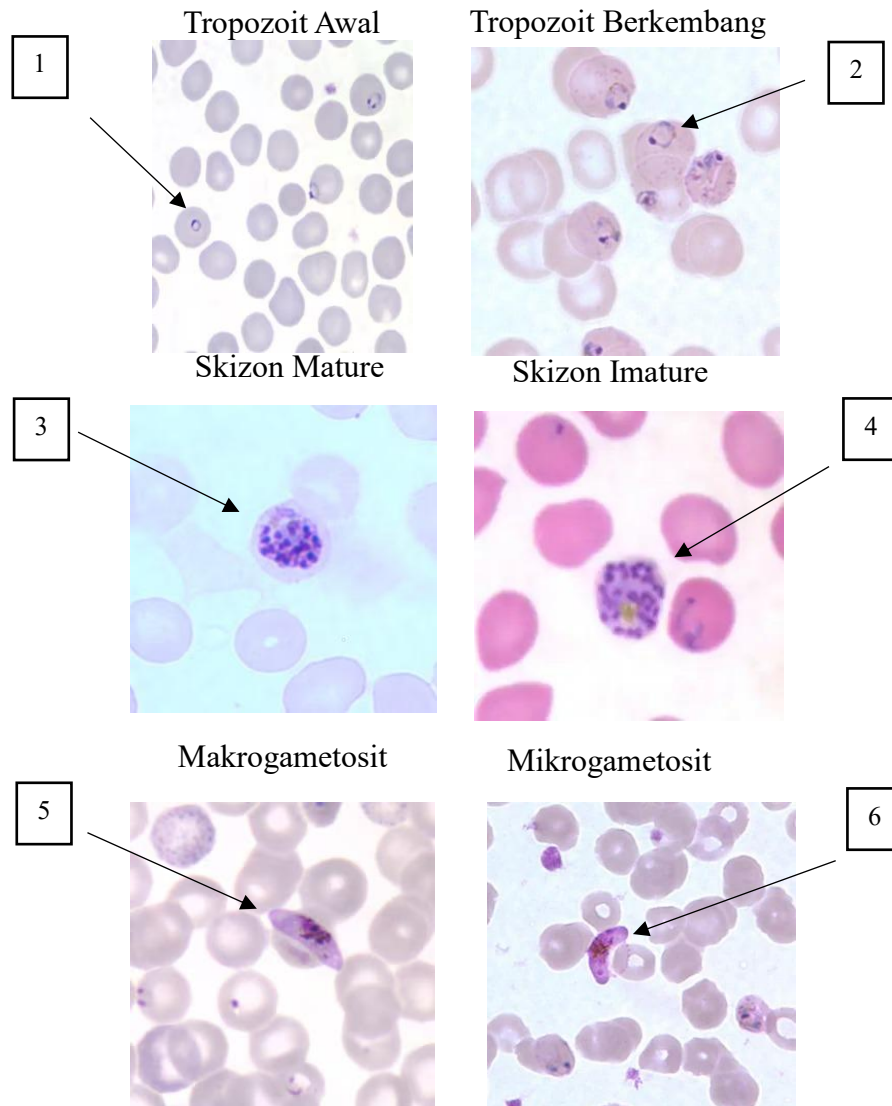 Tropozoit Awal
Tropozoit Berkembang
1
2
Skizon Mature
Skizon Imature
3
4
Makrogametosit
Mikrogametosit
5
6